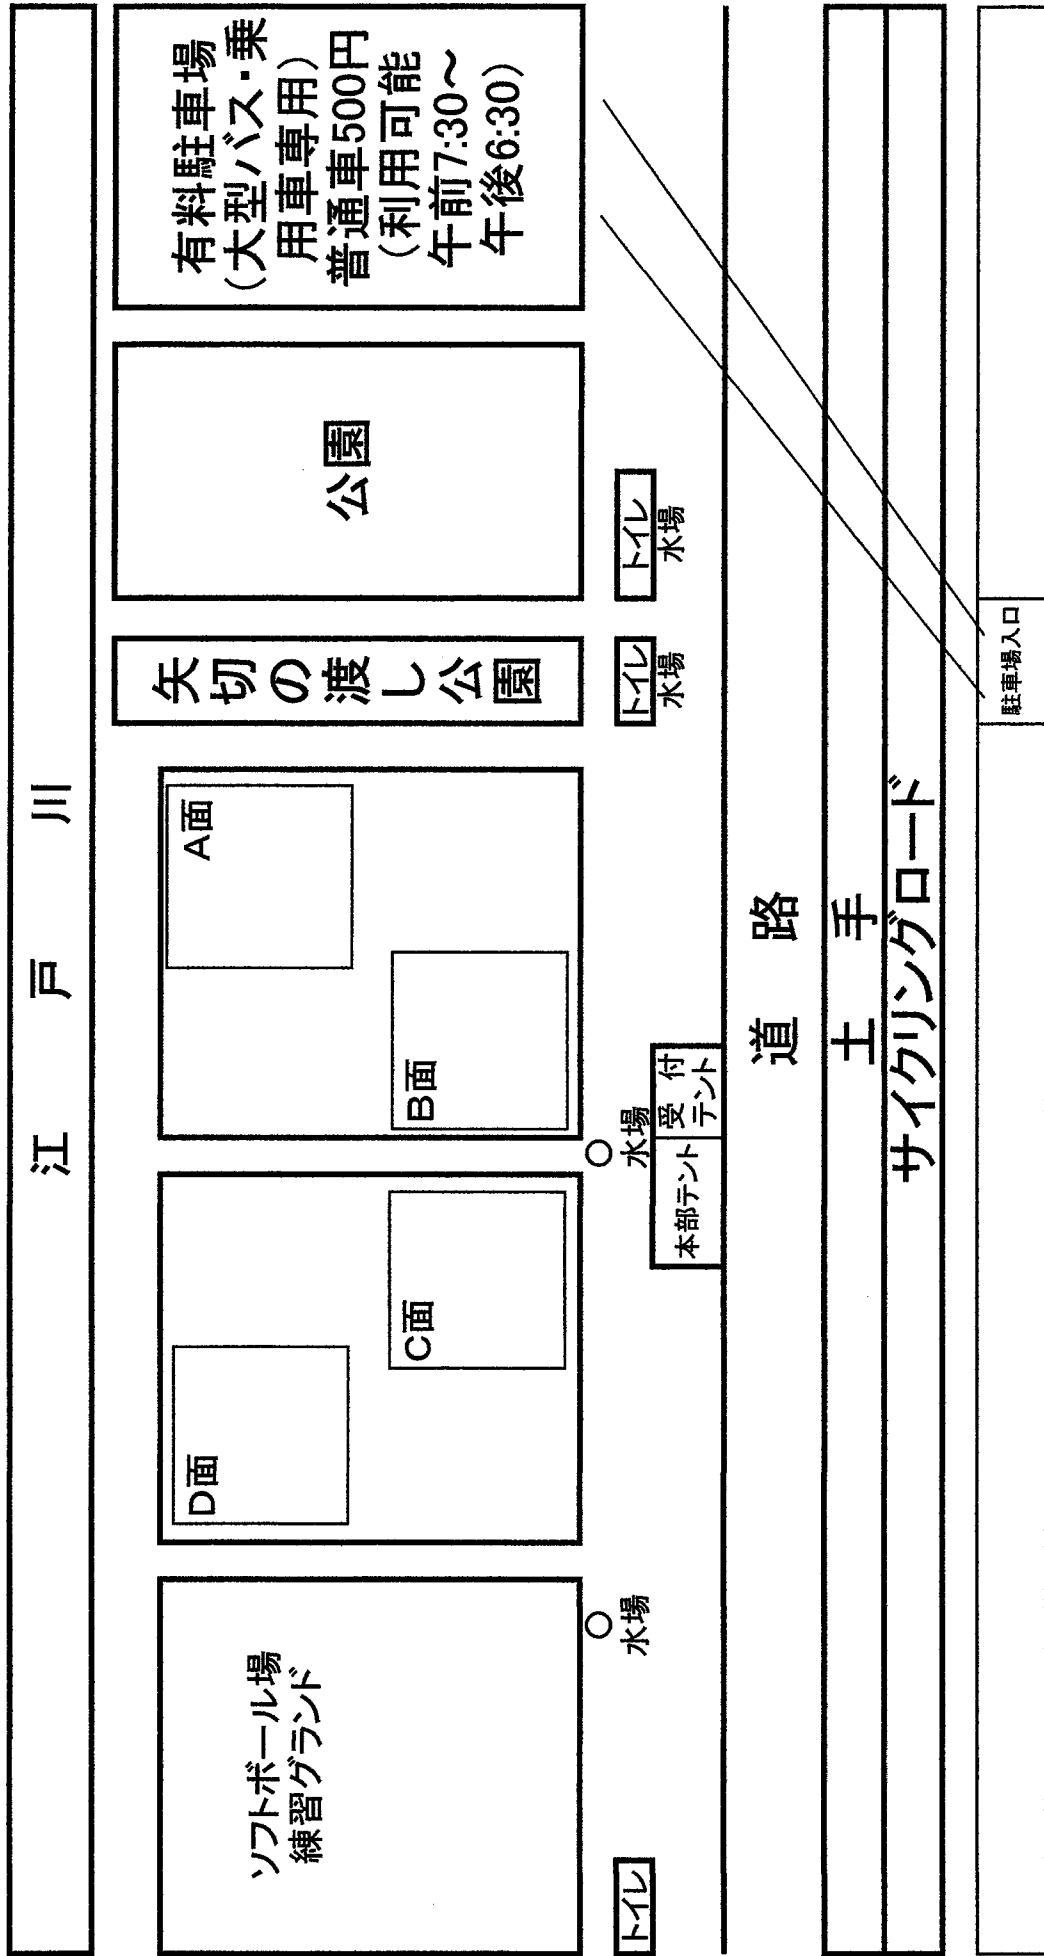 江戸川
有料駐車場
(大型バス・乗
用車専用)
普通車500円
(利用可能
午前7:30～
午後6:30)
公園
矢切の渡し公園
A面
B面
C面
D面
ソフトボール場
練習グランド
トイレ
水場
トイレ
水場
水場
受付
テント
本部テント
水場
トイレ
道路
土手
サイクリングロード
駐車場入口